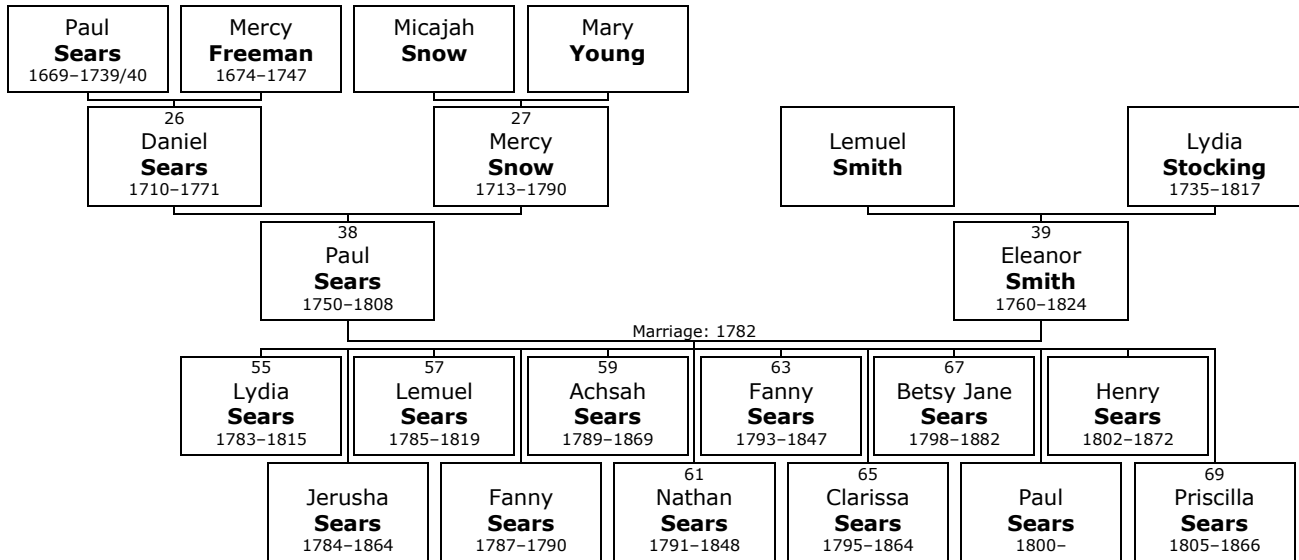 Paul
Sears
1669–1739/40
Mercy
Freeman
1674–1747
Micajah
Snow
Mary
Young
26
Daniel
Sears
1710–1771
27
Mercy
Snow
1713–1790
Lemuel
Smith
Lydia
Stocking
1735–1817
38
Paul
Sears
1750–1808
39
Eleanor
Smith
1760–1824
Marriage: 1782
55
Lydia
Sears
1783–1815
57
Lemuel
Sears
1785–1819
59
Achsah
Sears
1789–1869
63
Fanny
Sears
1793–1847
67
Betsy Jane
Sears
1798–1882
Henry
Sears
1802–1872
Jerusha
Sears
1784–1864
Fanny
Sears
1787–1790
61
Nathan
Sears
1791–1848
65
Clarissa
Sears
1795–1864
Paul
Sears
1800–
69
Priscilla
Sears
1805–1866